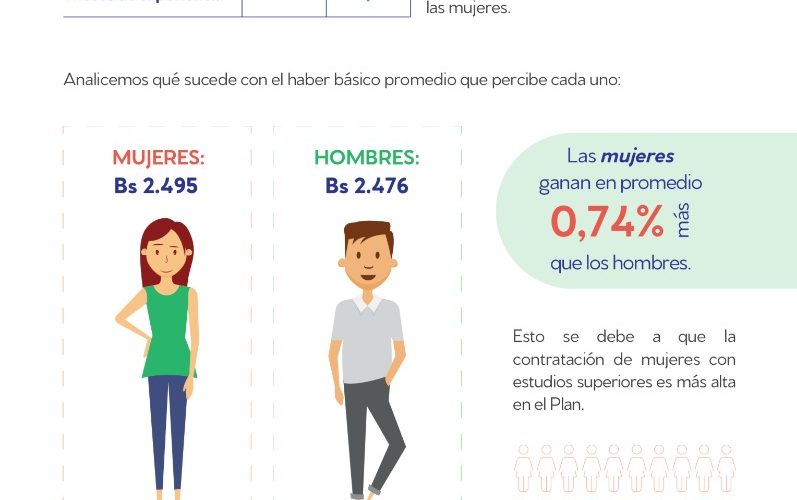 las mujeres.
Analicemos qué sucede con el haber básico promedio que percibe cada uno:
MUJERES:
Bs 2.495
HOMBRES:
Bs 2.476
Las mujeres
ganan en promedio
0,74% más
que los hombres.
Esto se debe a que la
contratación de mujeres con
estudios superiores es más alta
en el Plan.